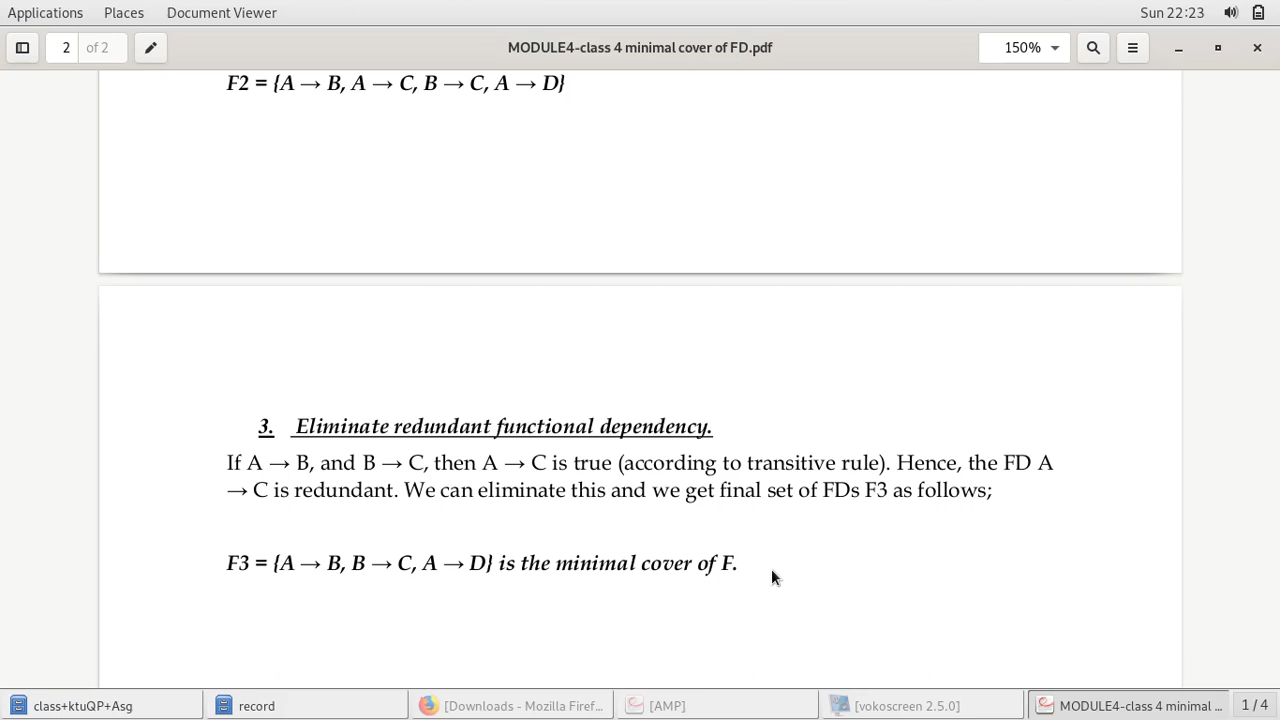 Applications Places Document Viewer Sun 22:23
2 of 2 MODULE4-class 4 minimal cover of FD.pdf 150%
F2 = {A → B, A → C, B → C, A → D}
3. Eliminate redundant functional dependency.
If A → B, and B → C, then A → C is true (according to transitive rule). Hence, the FD A
→ C is redundant. We can eliminate this and we get final set of FDs F3 as follows;
F3 = {A → B, B → C, A → D} is the minimal cover of F.
class+ktuQP+Asg record [Downloads - Mozilla Firef... [AMP] [vokoscreen 2.5.0] MODULE4-class 4 minimal ... 1 / 4